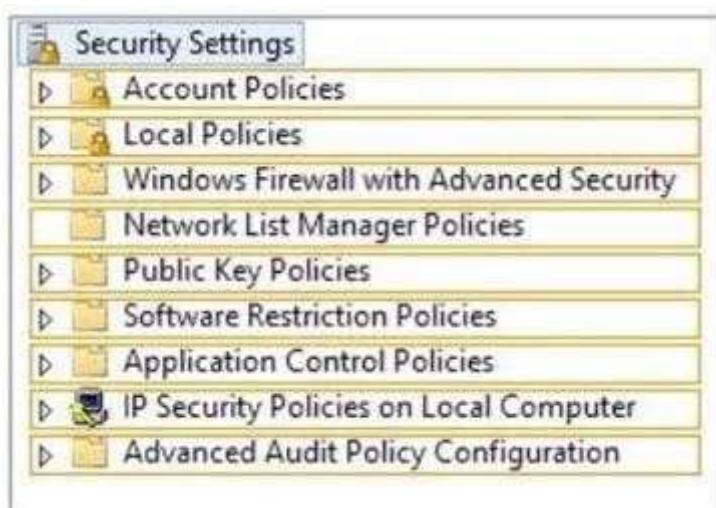 Security Settings
Account Policies
Local Policies
Windows Firewall with Advanced Security
Network List Manager Policies
Public Key Policies
Software Restriction Policies
Application Control Policies
IP Security Policies on Local Computer
Advanced Audit Policy Configuration